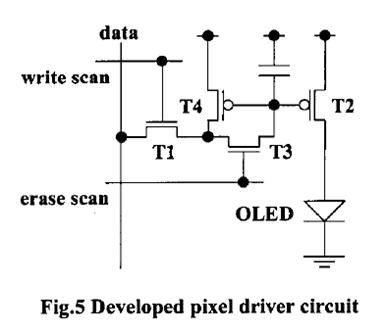 data
write scan
T4
T2
T1
T3
erase scan
OLED
Fig.5 Developed pixel driver circuit